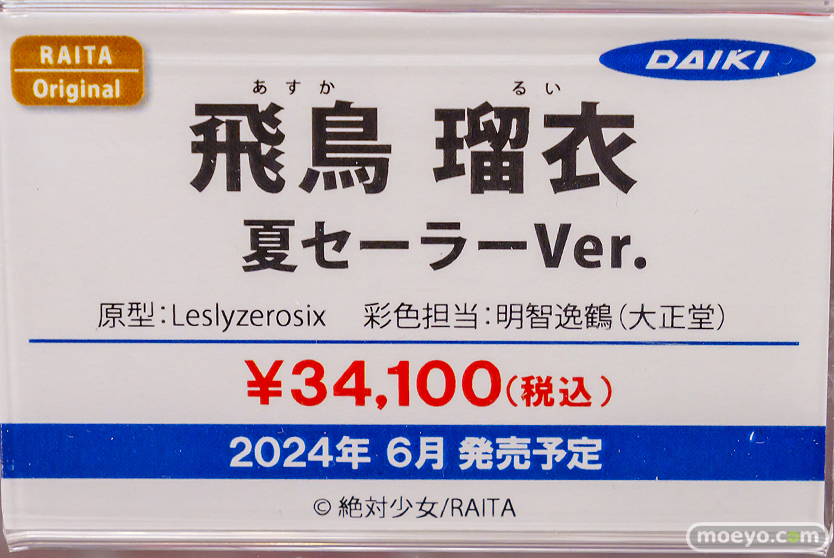 RAITA
Original
DAIKI
あすか るい
飛鳥 瑠衣
夏セーラーVer.
原型：Leslyzerosix 彩色担当：明智逸鶴（大正堂）
￥34,100（税込）
2024年 6月 発売予定
© 絶対少女/RAITA
moeyo.com